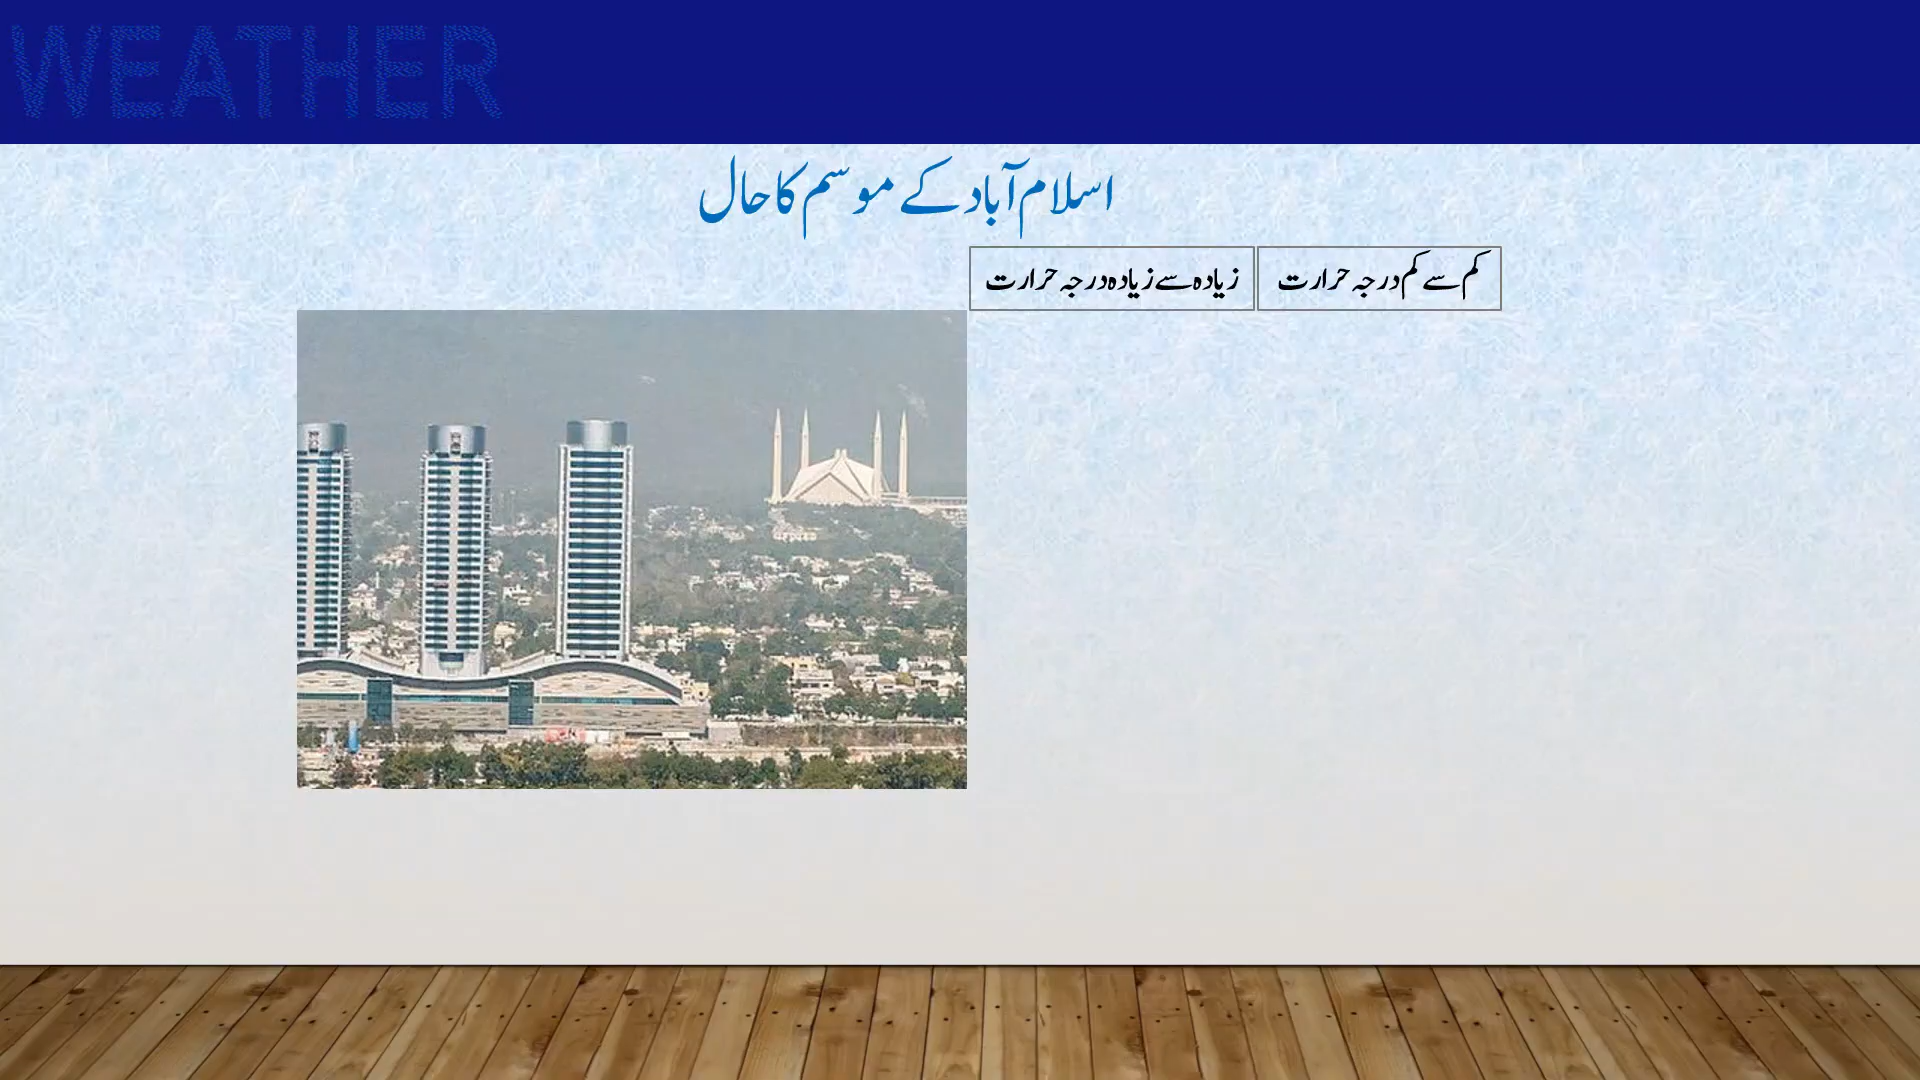 WEATHER
اسلام آباد کے موسم کا حال
کم سے کم درجہ حرارت
زیادہ سے زیادہ درجہ حرارت